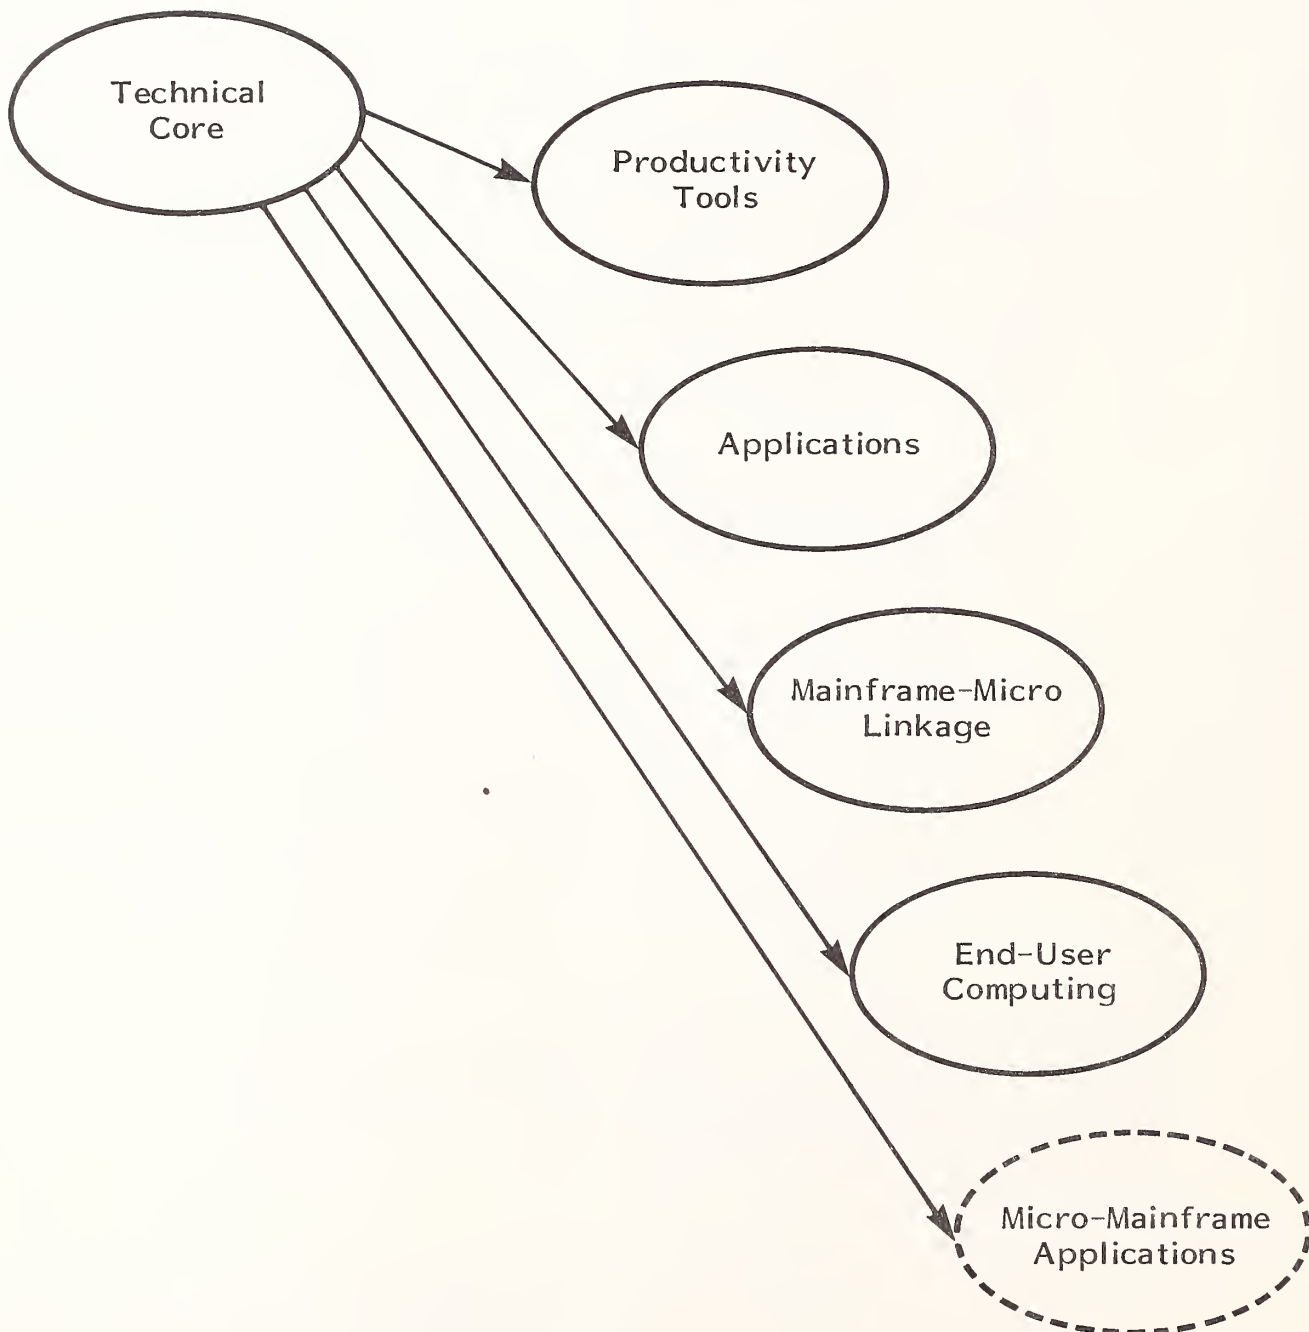 Technical
Core
Productivity
Tools
Applications
Mainframe-Micro
Linkage
End-User
Computing
Micro-Mainframe
Applications